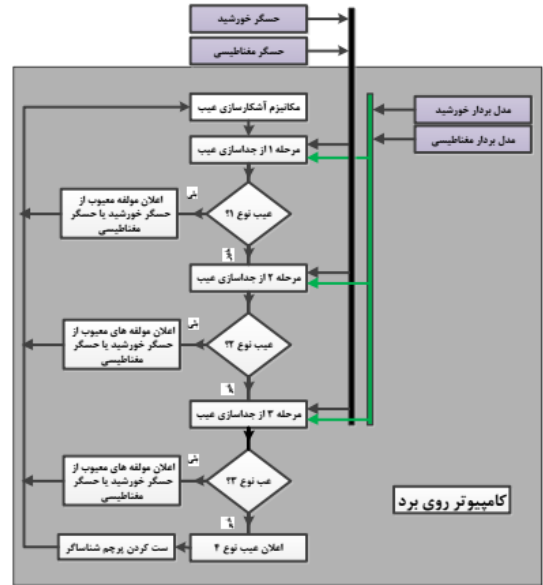 حسگر خورشید
حسگر مغناطیسی
مدل بردار خورشید
مدل بردار مغناطیسی
مکانیزم آشکارسازی عیب
مرحله ۱ از جداسازی عیب
عیب نوع ۱؟
بلی
اعلان مولفه معیوب از
حسگر خورشید یا حسگر
مغناطیسی
خیر
مرحله ۲ از جداسازی عیب
عیب نوع ۲؟
بلی
اعلان مولفه های معیوب از
حسگر خورشید یا حسگر
مغناطیسی
مرحله ۳ از جداسازی عیب
عب نوع ۳؟
بلی
اعلان مولفه های معیوب از
حسگر خورشید یا حسگر
مغناطیسی
اعلان عیب نوع ۴
ست کردن پرچم شناساگر
کامپیوتر روی برد